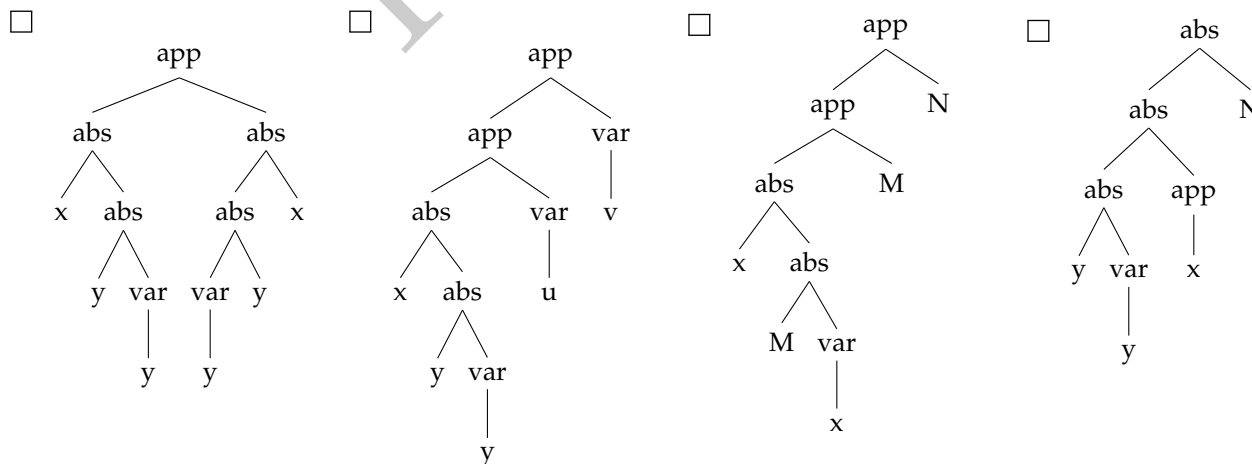 app
abs abs
x abs abs x
y var var y
y y
app
app var
abs var v
x abs u
y var
y
app
app N
abs M
x abs
M var
x
abs
abs N
abs app
y var x
y